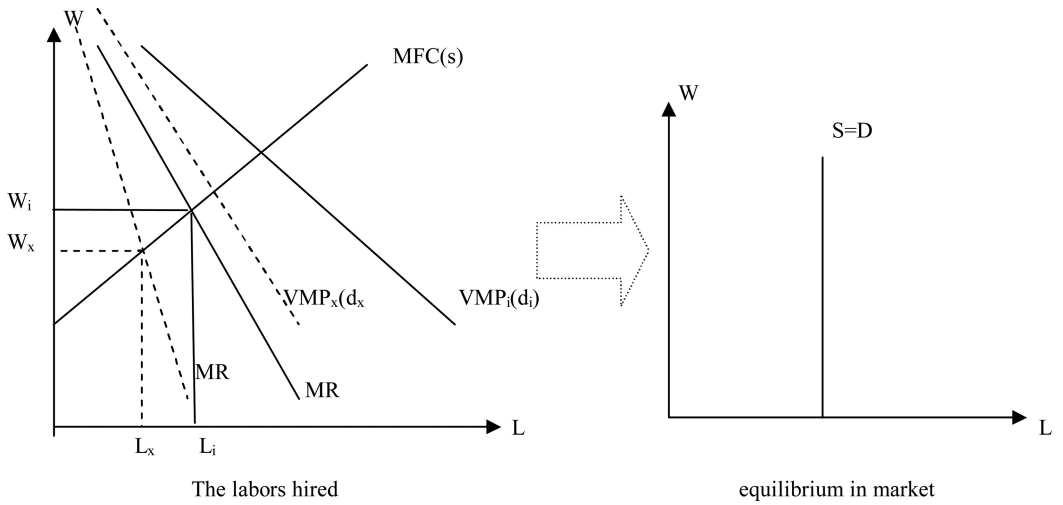 W
MFC(s)
Wᵢ
Wₓ
VMPₓ(dₓ
VMPᵢ(dᵢ)
MR
MR
L
Lₓ
Lᵢ
The labors hired
W
S=D
L
equilibrium in market